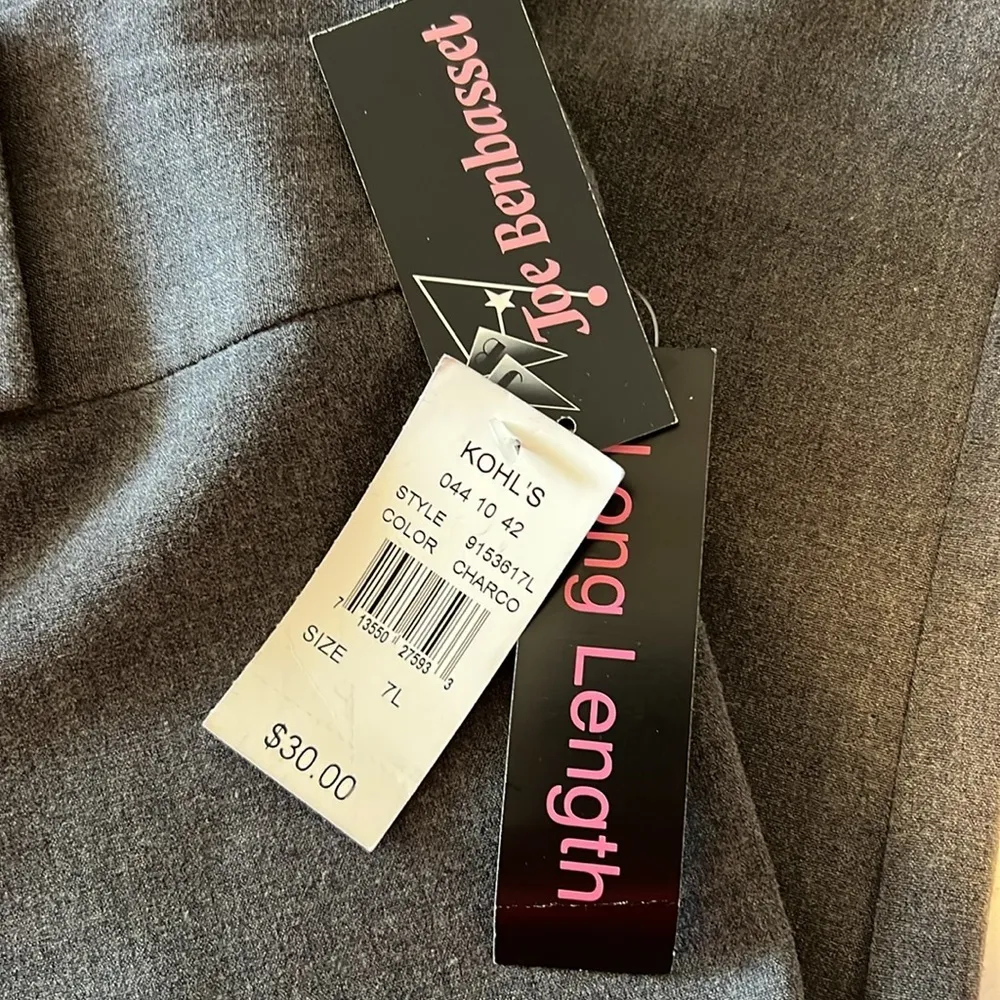 Joe Benbasset
B
J
KOHL'S
044 10 42
STYLE 9153617L
COLOR CHARCO
7 13550 27593 3
SIZE 7L
$30.00
Long Length